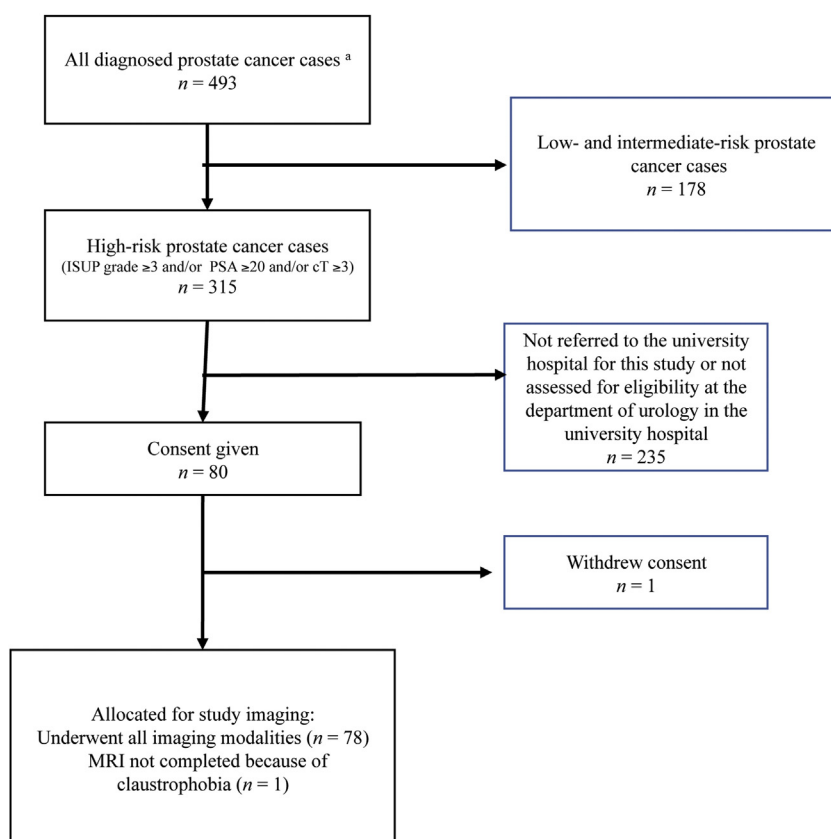 All diagnosed prostate cancer cases ᵃ
n = 493
Low- and intermediate-risk prostate
cancer cases
n = 178
High-risk prostate cancer cases
(ISUP grade ≥3 and/or PSA ≥20 and/or cT ≥3)
n = 315
Not referred to the university
hospital for this study or not
assessed for eligibility at the
department of urology in the
university hospital
n = 235
Consent given
n = 80
Withdrew consent
n = 1
Allocated for study imaging:
Underwent all imaging modalities (n = 78)
MRI not completed because of
claustrophobia (n = 1)